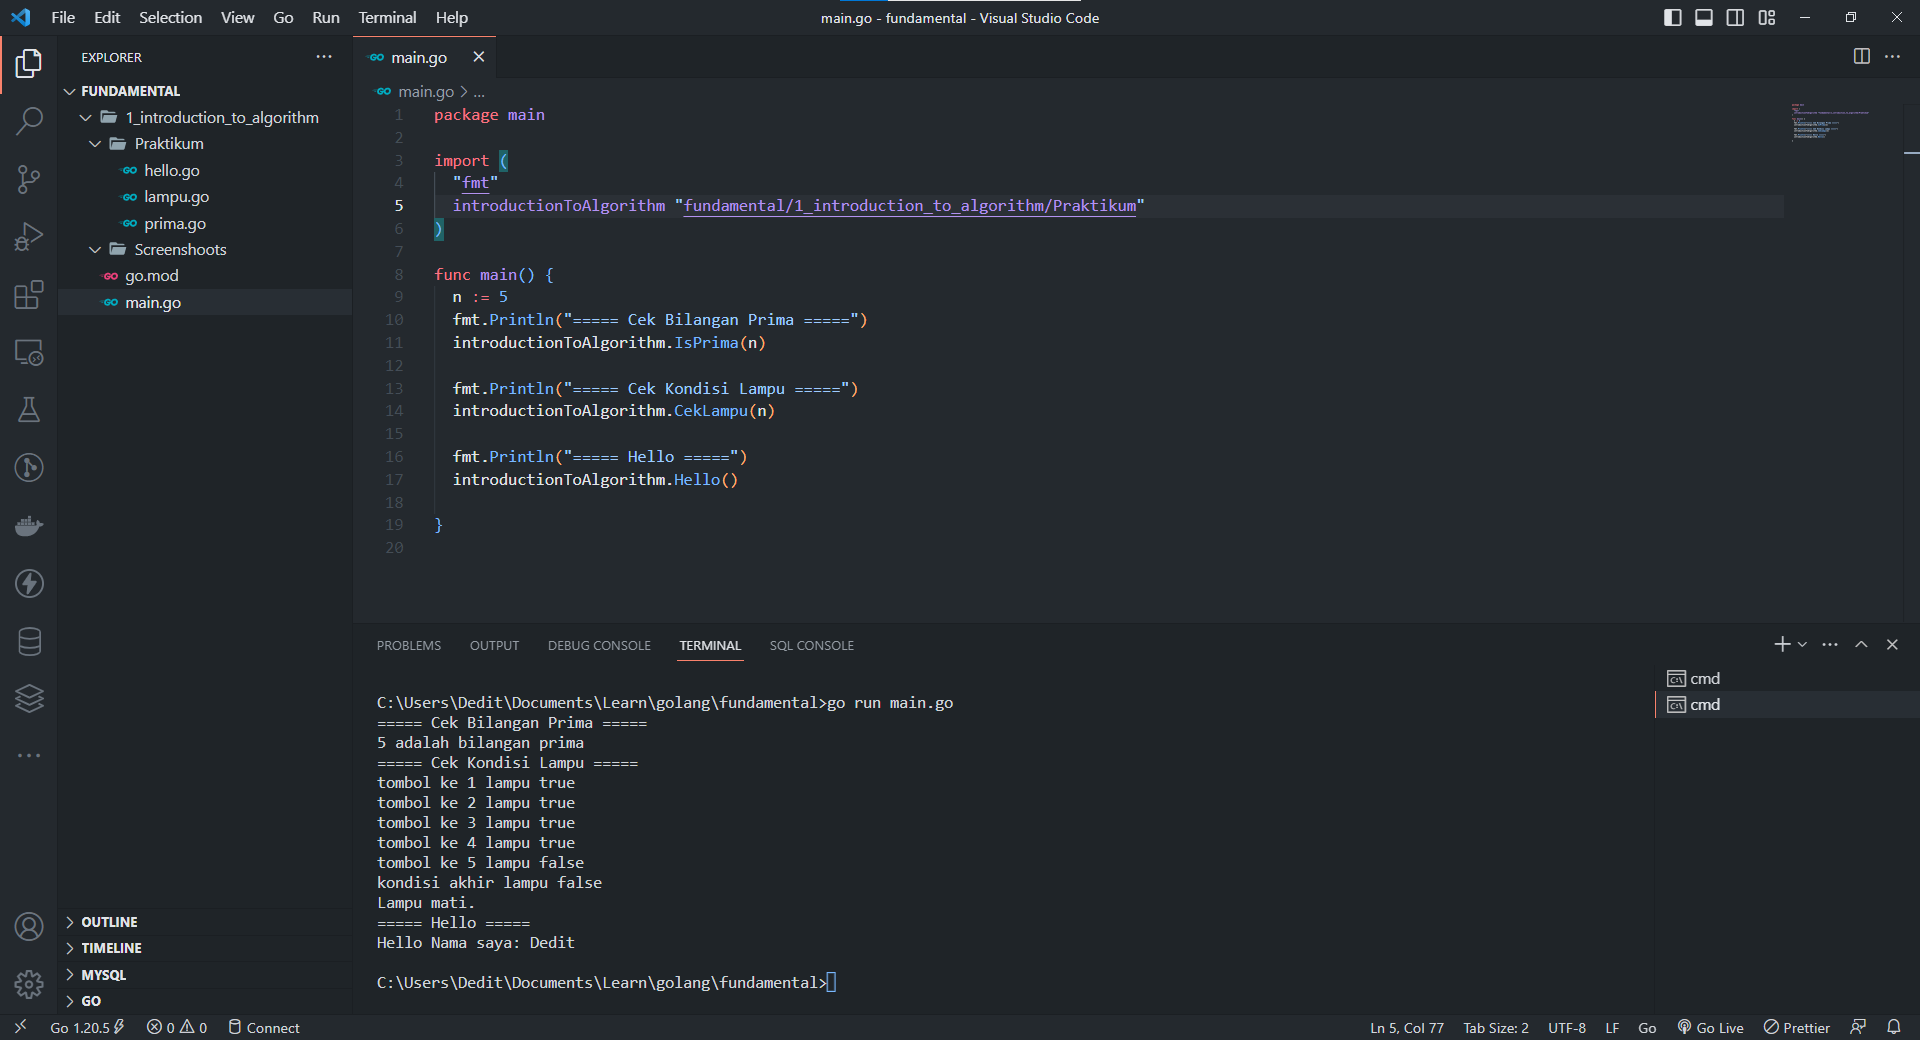 File Edit Selection View Go Run Terminal Help
main.go - fundamental - Visual Studio Code
EXPLORER
FUNDAMENTAL
1_introduction_to_algorithm
Praktikum
hello.go
lampu.go
prima.go
Screenshoots
go.mod
main.go
OUTLINE
TIMELINE
MYSQL
GO
main.go
main.go > ...
1 package main
2
3 import (
4 "fmt"
5 introductionToAlgorithm "fundamental/1_introduction_to_algorithm/Praktikum"
6 )
7
8 func main() {
9 n := 5
10 fmt.Println("===== Cek Bilangan Prima =====")
11 introductionToAlgorithm.IsPrima(n)
12
13 fmt.Println("===== Cek Kondisi Lampu =====")
14 introductionToAlgorithm.CekLampu(n)
15
16 fmt.Println("===== Hello =====")
17 introductionToAlgorithm.Hello()
18
19 }
20
PROBLEMS OUTPUT DEBUG CONSOLE TERMINAL SQL CONSOLE
C:\Users\Dedit\Documents\Learn\golang\fundamental>go run main.go
===== Cek Bilangan Prima =====
5 adalah bilangan prima
===== Cek Kondisi Lampu =====
tombol ke 1 lampu true
tombol ke 2 lampu true
tombol ke 3 lampu true
tombol ke 4 lampu true
tombol ke 5 lampu false
kondisi akhir lampu false
Lampu mati.
===== Hello =====
Hello Nama saya: Dedit
C:\Users\Dedit\Documents\Learn\golang\fundamental>
cmd
cmd
Go 1.20.5 0 0 Connect
Ln 5, Col 77 Tab Size: 2 UTF-8 LF Go Go Live Prettier